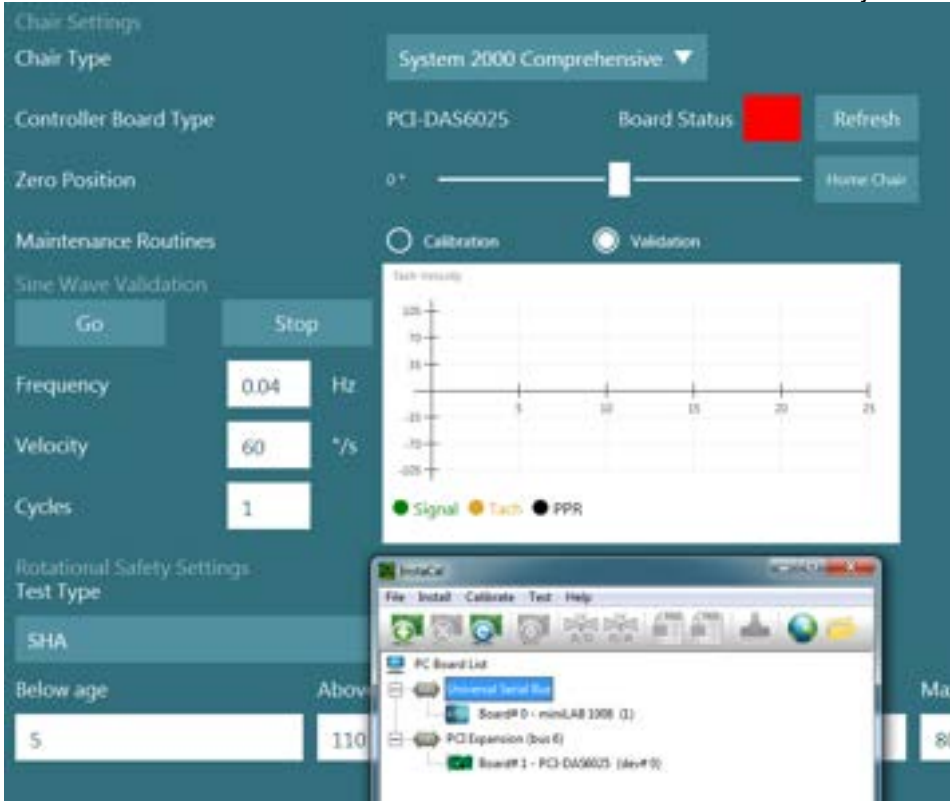 Chair Settings
Chair Type
System 2000 Comprehensive
Controller Board Type
PCI-DAS6025
Board Status
Refresh
Zero Position
0°
Home Chair
Maintenance Routines
Calibration
Validation
Sine Wave Validation
Go
Stop
Frequency
0.04
Hz
Velocity
60
°/s
Cycles
1
Tach Velocity
105
70
35
-35
-70
-105
5
10
15
20
25
Signal
Tach
PPR
Rotational Safety Settings
Test Type
SHA
Below age
5
110
InstaCal
File Install Calibrate Test Help
PC Board List
Universal Serial Bus
Board# 0 - miniLAB 1008 (1)
PCI Expansion (bus 6)
Board# 1 - PCI-DAS6025 (dev# 0)